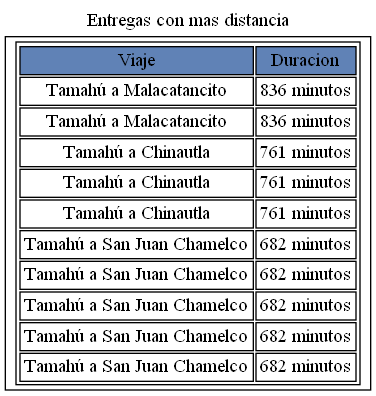 Entregas con mas distancia
Viaje Duracion
Tamahú a Malacatancito 836 minutos
Tamahú a Malacatancito 836 minutos
Tamahú a Chinautla 761 minutos
Tamahú a Chinautla 761 minutos
Tamahú a Chinautla 761 minutos
Tamahú a San Juan Chamelco 682 minutos
Tamahú a San Juan Chamelco 682 minutos
Tamahú a San Juan Chamelco 682 minutos
Tamahú a San Juan Chamelco 682 minutos
Tamahú a San Juan Chamelco 682 minutos